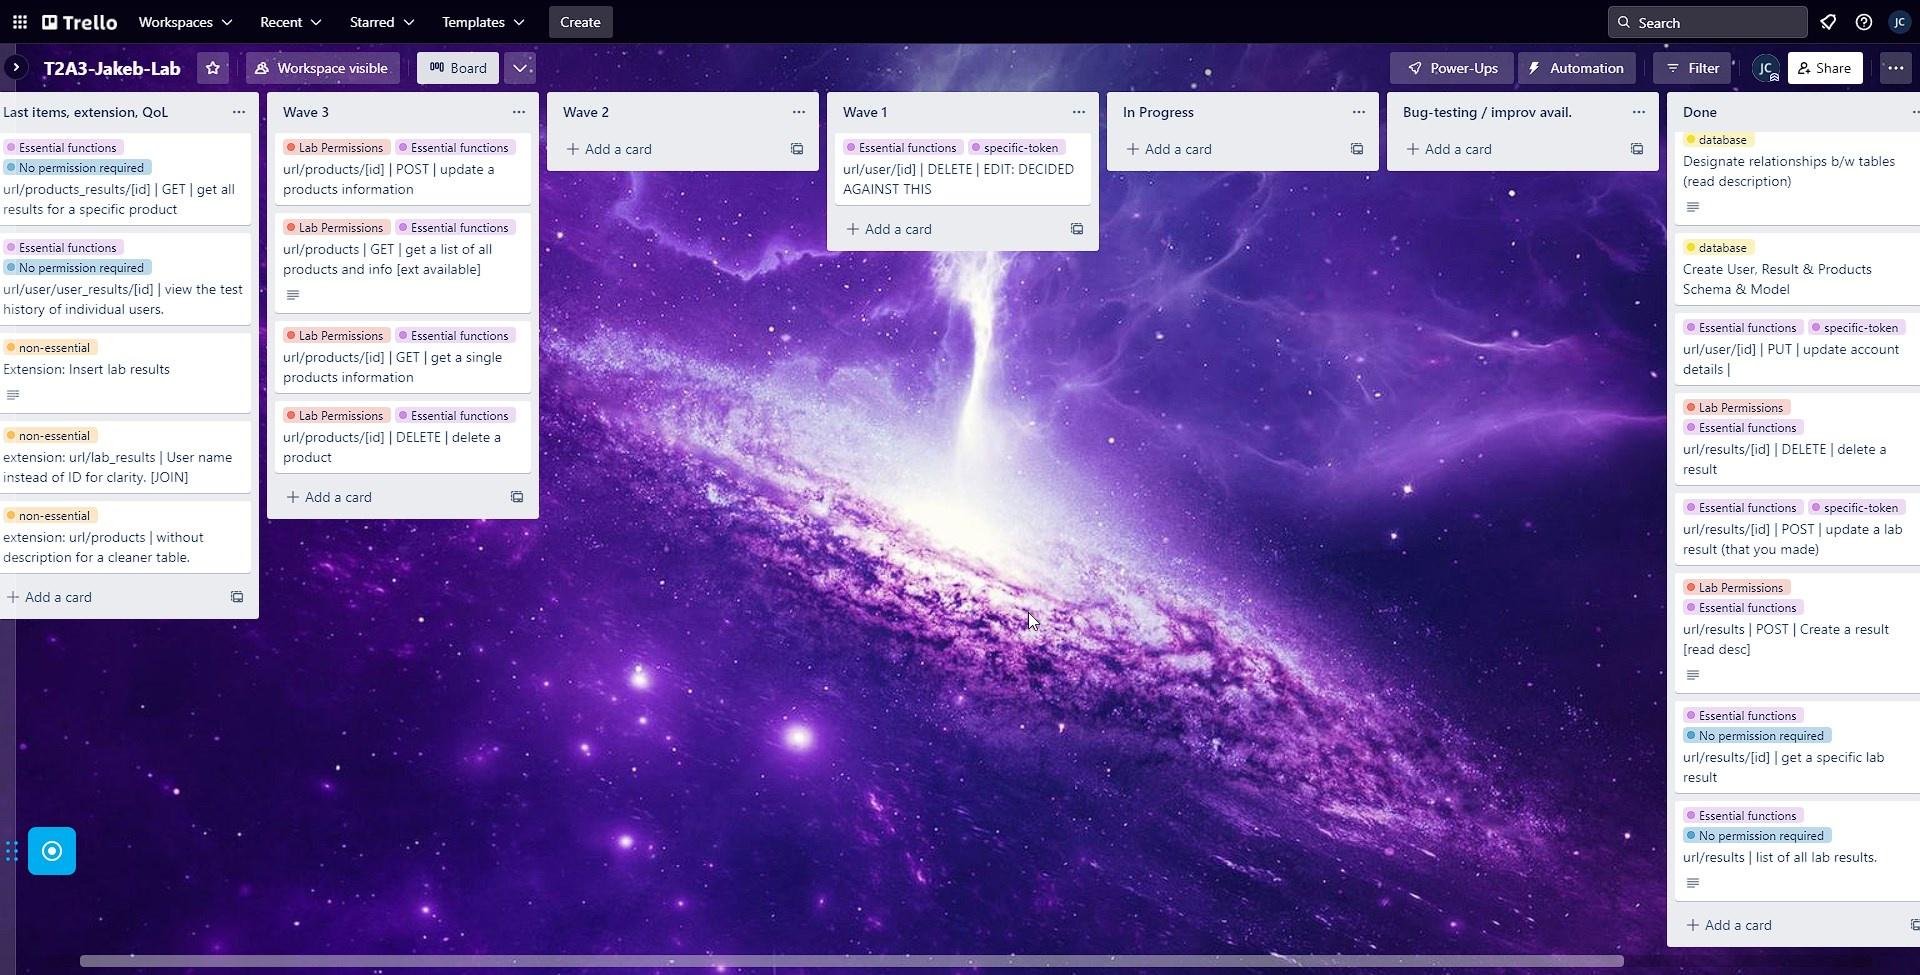 Trello
Workspaces
Recent
Starred
Templates
Create
Search
JC
T2A3-Jakeb-Lab
Workspace visible
Board
Power-Ups
Automation
Filter
JC
Share
Last items, extension, QoL
Essential functions
No permission required
url/products_results/[id] | GET | get all
results for a specific product
Essential functions
No permission required
url/user/user_results/[id] | view the test
history of individual users.
non-essential
Extension: Insert lab results
non-essential
extension: url/lab_results | User name
instead of ID for clarity. [JOIN]
non-essential
extension: url/products | without
description for a cleaner table.
+ Add a card
Wave 3
Lab Permissions Essential functions
url/products/[id] | POST | update a
products information
Lab Permissions Essential functions
url/products | GET | get a list of all
products and info [ext available]
Lab Permissions Essential functions
url/products/[id] | GET | get a single
products information
Lab Permissions Essential functions
url/products/[id] | DELETE | delete a
product
+ Add a card
Wave 2
+ Add a card
Wave 1
Essential functions specific-token
url/user/[id] | DELETE | EDIT: DECIDED
AGAINST THIS
+ Add a card
In Progress
+ Add a card
Bug-testing / improv avail.
+ Add a card
Done
database
Designate relationships b/w tables
(read description)
database
Create User, Result & Products
Schema & Model
Essential functions specific-token
url/user/[id] | PUT | update account
details |
Lab Permissions
Essential functions
url/results/[id] | DELETE | delete a
result
Essential functions specific-token
url/results/[id] | POST | update a lab
result (that you made)
Lab Permissions
Essential functions
url/results | POST | Create a result
[read desc]
Essential functions
No permission required
url/results/[id] | get a specific lab
result
Essential functions
No permission required
url/results | list of all lab results.
+ Add a card